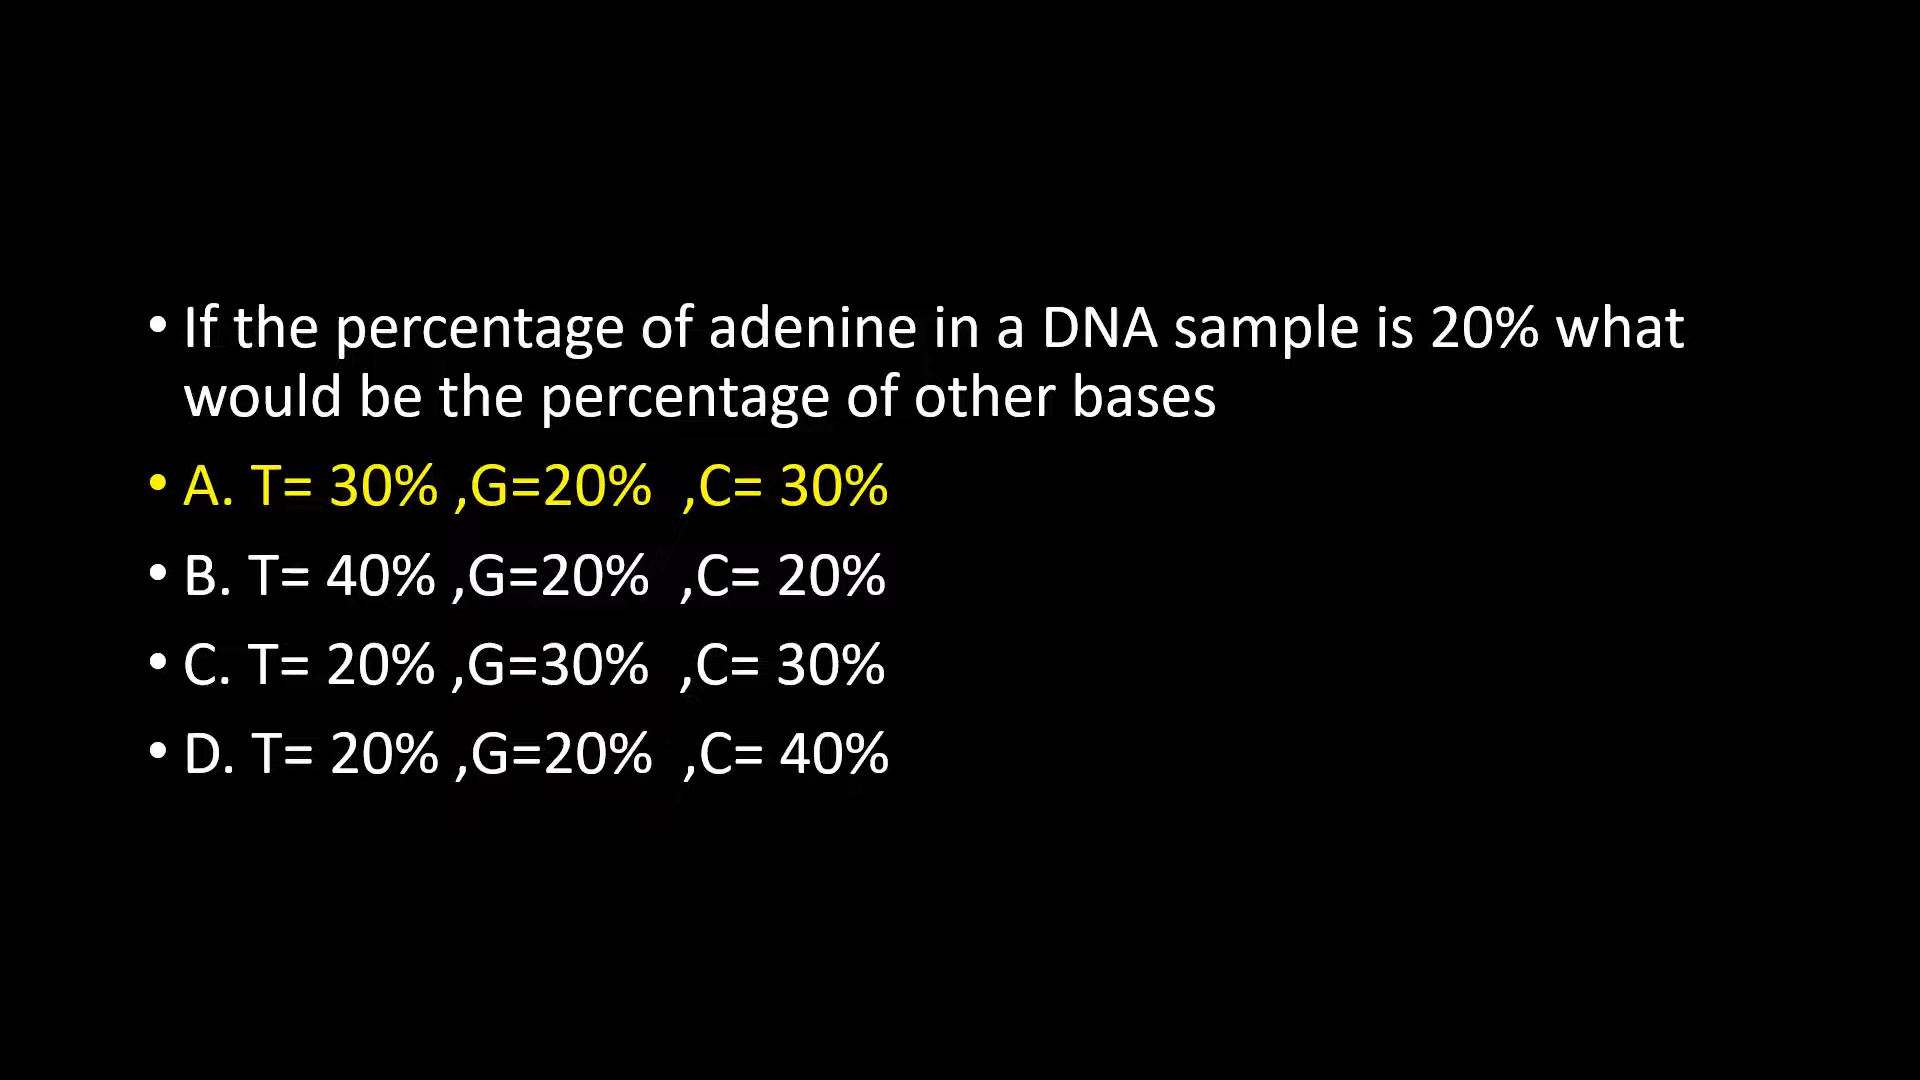 • If the percentage of adenine in a DNA sample is 20% what
would be the percentage of other bases
• A. T= 30% ,G=20%  ,C= 30%
• B. T= 40% ,G=20%  ,C= 20%
• C. T= 20% ,G=30%  ,C= 30%
• D. T= 20% ,G=20%  ,C= 40%